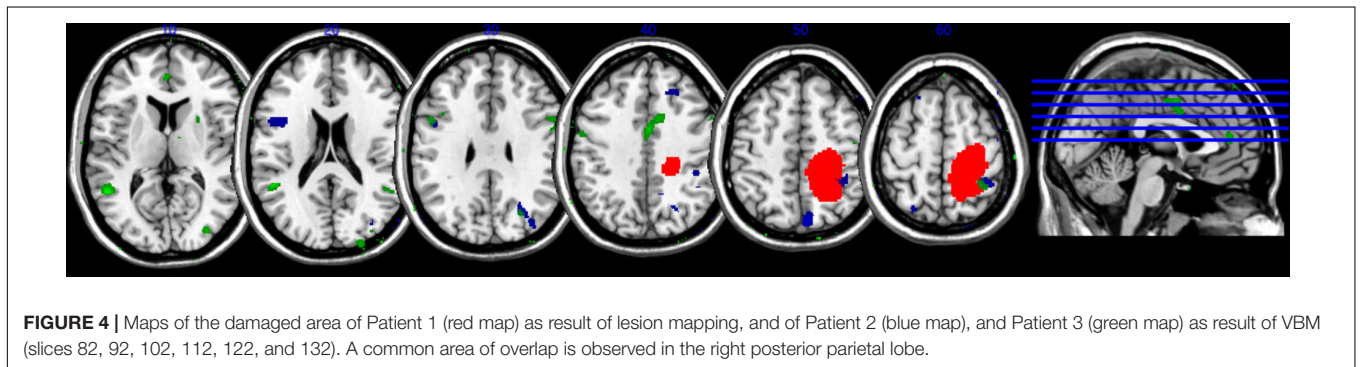 10 20 30 40 50 60
FIGURE 4 | Maps of the damaged area of Patient 1 (red map) as result of lesion mapping, and of Patient 2 (blue map), and Patient 3 (green map) as result of VBM
(slices 82, 92, 102, 112, 122, and 132). A common area of overlap is observed in the right posterior parietal lobe.